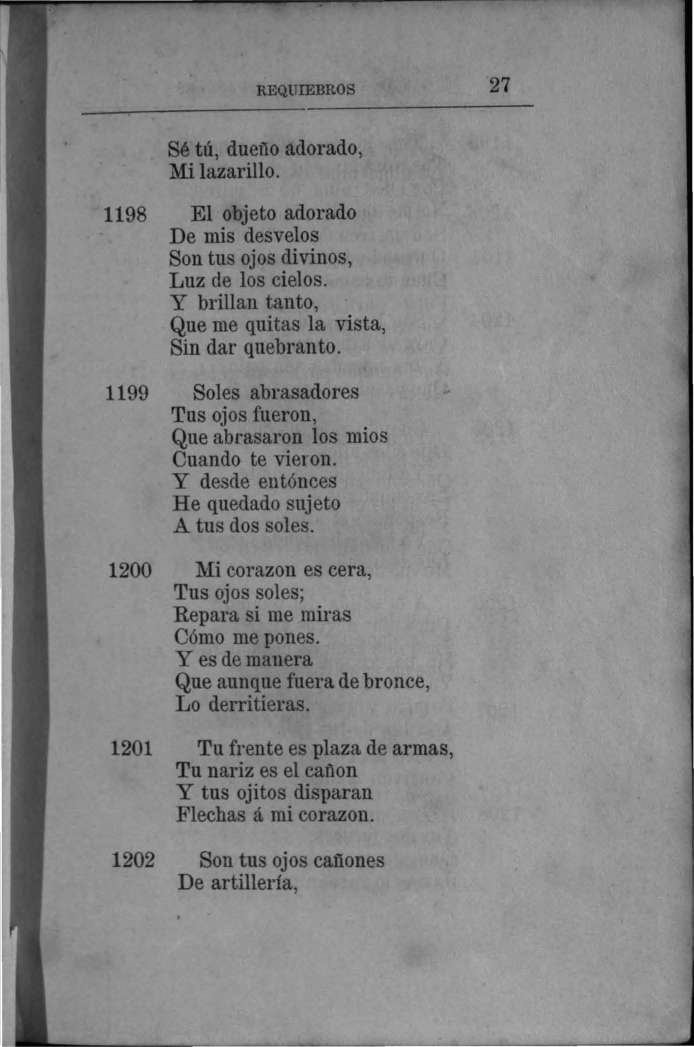 REQUIEBROS 27
Sé tú, dueño adorado,
Mi lazarillo.
1198 El objeto adorado
De mis desvelos
Son tus ojos divinos,
Luz de los cielos.
Y brillan tanto,
Que me quitas la vista,
Sin dar quebranto.
1199 Soles abrasadores
Tus ojos fueron,
Que abrasaron los mios
Cuando te vieron.
Y desde entónces
He quedado sujeto
A tus dos soles.
1200 Mi corazon es cera,
Tus ojos soles;
Repara si me miras
Cómo me pones.
Y es de manera
Que aunque fuera de bronce,
Lo derritieras.
1201 Tu frente es plaza de armas,
Tu nariz es el cañon
Y tus ojitos disparan
Flechas á mi corazon.
1202 Son tus ojos cañones
De artillería,